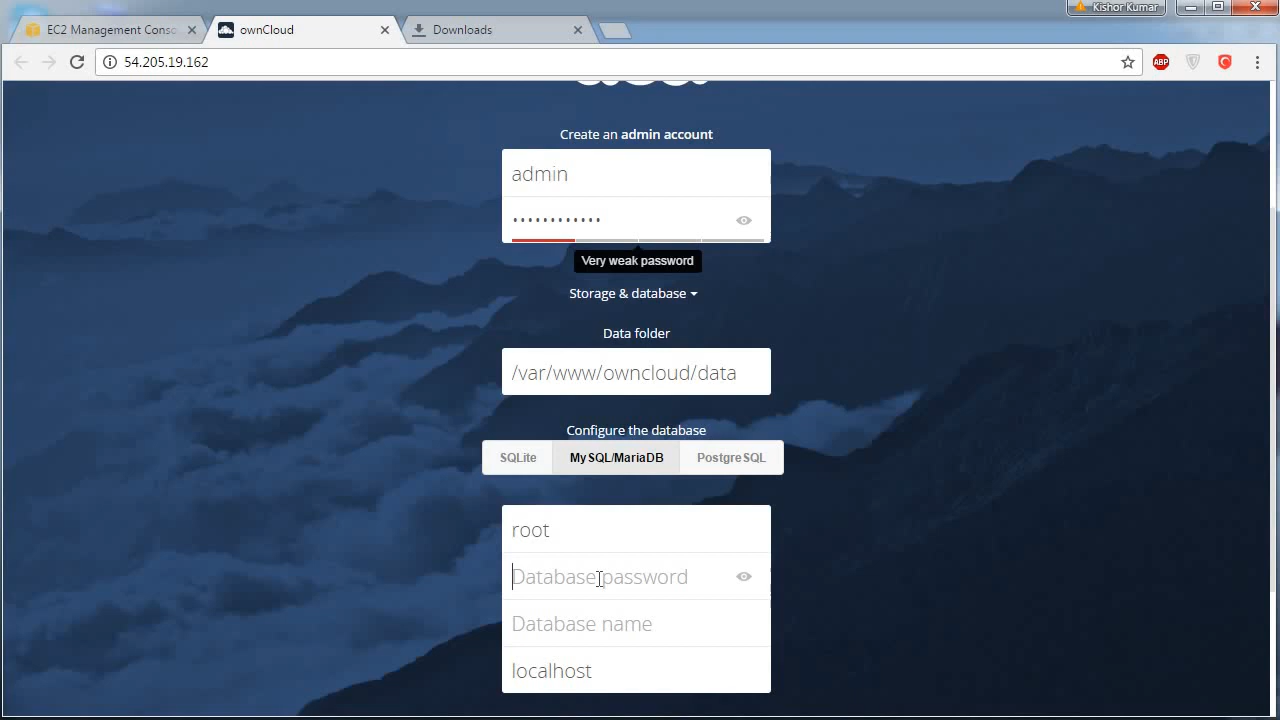 Kishor Kumar
EC2 Management Consc
ownCloud
Downloads
54.205.19.162
ABP
Create an admin account
admin
••••••••••••
Very weak password
Storage & database
Data folder
/var/www/owncloud/data
Configure the database
SQLite
MySQL/MariaDB
PostgreSQL
root
Database password
Database name
localhost